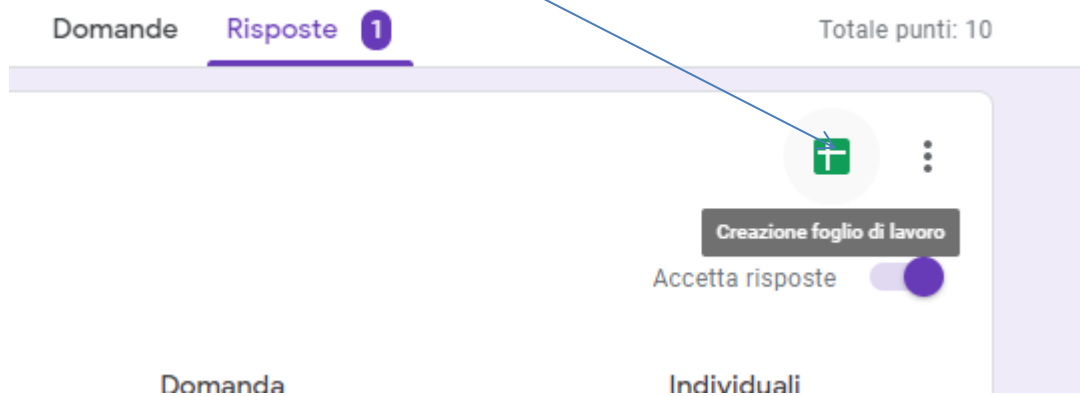 Domande Risposte 1 Totale punti: 10
Creazione foglio di lavoro
Accetta risposte
Domanda Individuali